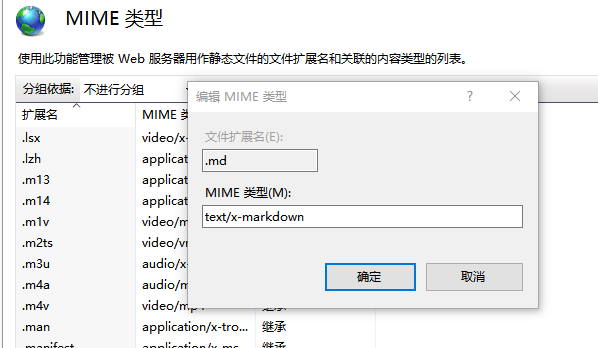 MIME 类型
使用此功能管理被 Web 服务器用作静态文件的文件扩展名和关联的内容类型的列表。
分组依据: 不进行分组
扩展名 MIME 类
.lsx video/x-
.lzh applicat
.m13 applicat
.m14 applicat
.m1v video/m
.m2ts video/vn
.m3u audio/x-
.m4a audio/m
.m4v video/mp4 继承
.man application/x-tro... 继承
.manifest application/x-ms 继承
编辑 MIME 类型 ? ×
文件扩展名(E):
.md
MIME 类型(M):
text/x-markdown
确定 取消